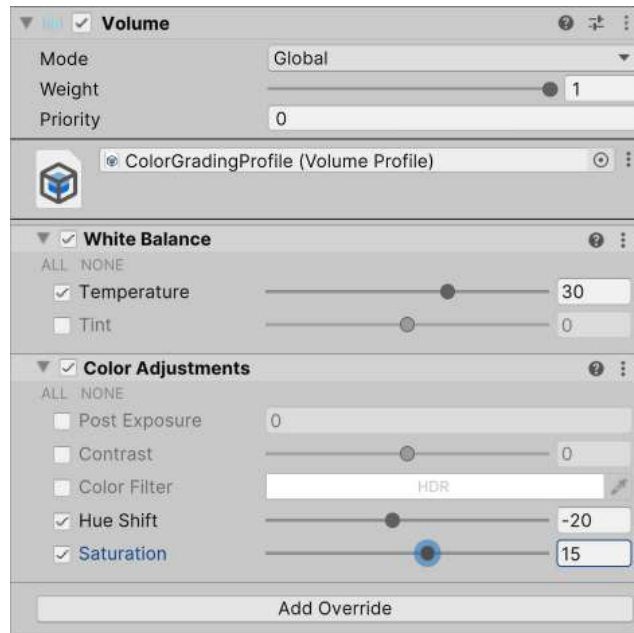 Volume
Mode Global
Weight 1
Priority 0
ColorGradingProfile (Volume Profile)
White Balance
ALL NONE
Temperature 30
Tint 0
Color Adjustments
ALL NONE
Post Exposure 0
Contrast 0
Color Filter HDR
Hue Shift -20
Saturation 15
Add Override